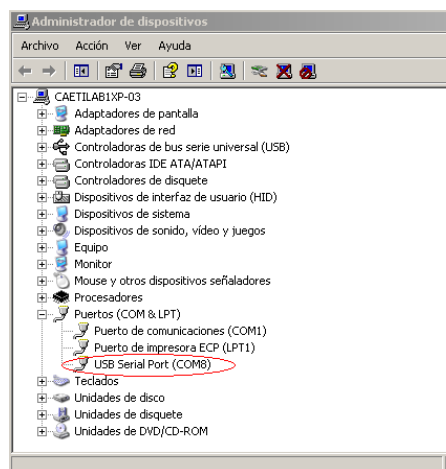 Administrador de dispositivos
Archivo Acción Ver Ayuda
CAETILAB1XP-03
Adaptadores de pantalla
Adaptadores de red
Controladoras de bus serie universal (USB)
Controladoras IDE ATA/ATAPI
Controladores de disquete
Dispositivos de interfaz de usuario (HID)
Dispositivos de sistema
Dispositivos de sonido, vídeo y juegos
Equipo
Monitor
Mouse y otros dispositivos señaladores
Procesadores
Puertos (COM & LPT)
Puerto de comunicaciones (COM1)
Puerto de impresora ECP (LPT1)
USB Serial Port (COM8)
Teclados
Unidades de disco
Unidades de disquete
Unidades de DVD/CD-ROM